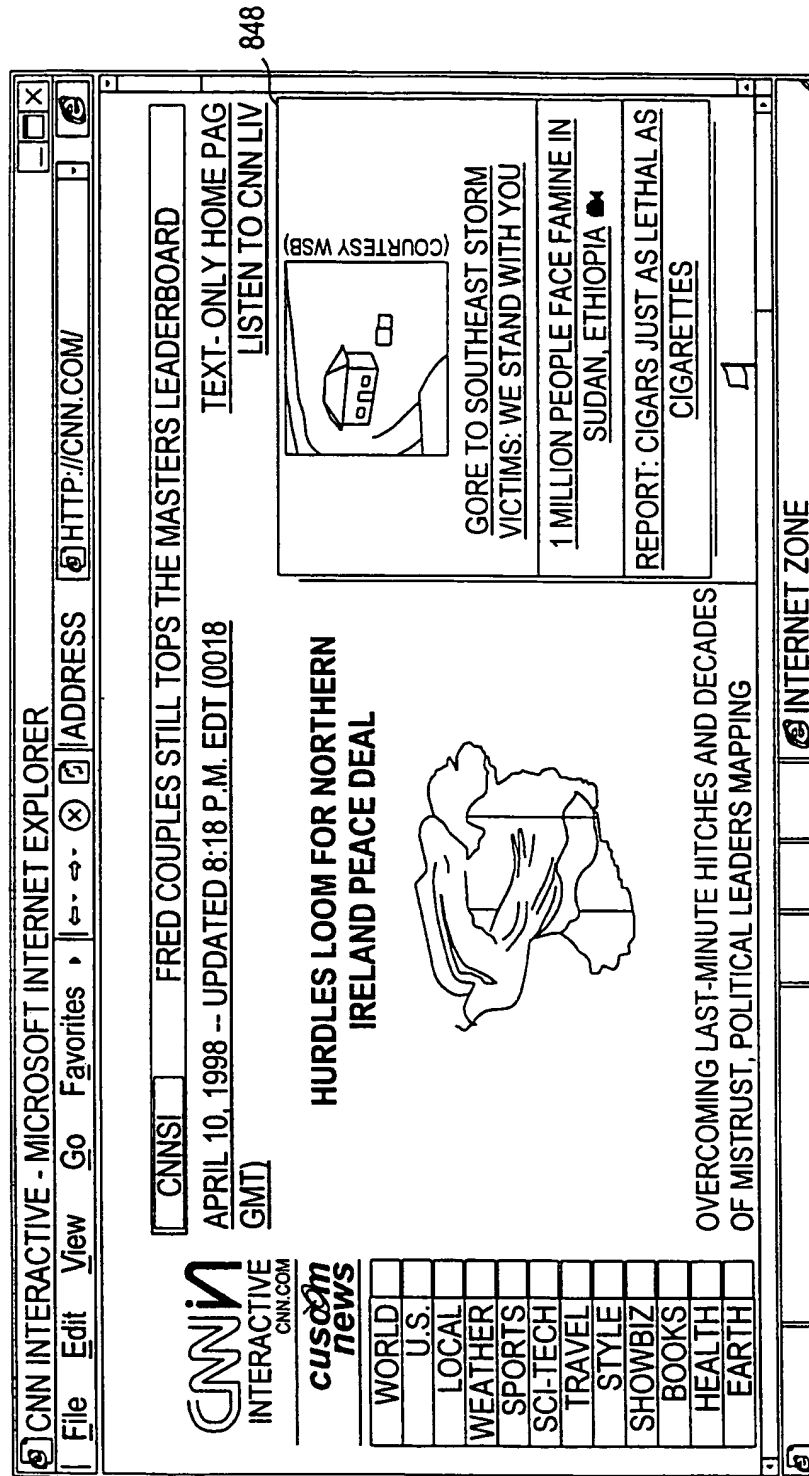 CNN INTERACTIVE - MICROSOFT INTERNET EXPLORER
File Edit View Go Favorites ADDRESS HTTP://CNN.COM/
CNNSI FRED COUPLES STILL TOPS THE MASTERS LEADERBOARD
APRIL 10, 1998 -- UPDATED 8:18 P.M. EDT (0018
GMT)
TEXT- ONLY HOME PAG
LISTEN TO CNN LIV
848
CNNin
INTERACTIVE
CNN.COM
cusom
news
WORLD
U.S.
LOCAL
WEATHER
SPORTS
SCI-TECH
TRAVEL
STYLE
SHOWBIZ
BOOKS
HEALTH
EARTH
HURDLES LOOM FOR NORTHERN
IRELAND PEACE DEAL
OVERCOMING LAST-MINUTE HITCHES AND DECADES
OF MISTRUST, POLITICAL LEADERS MAPPING
(COURTESY WSB)
GORE TO SOUTHEAST STORM
VICTIMS: WE STAND WITH YOU
1 MILLION PEOPLE FACE FAMINE IN
SUDAN, ETHIOPIA
REPORT: CIGARS JUST AS LETHAL AS
CIGARETTES
INTERNET ZONE